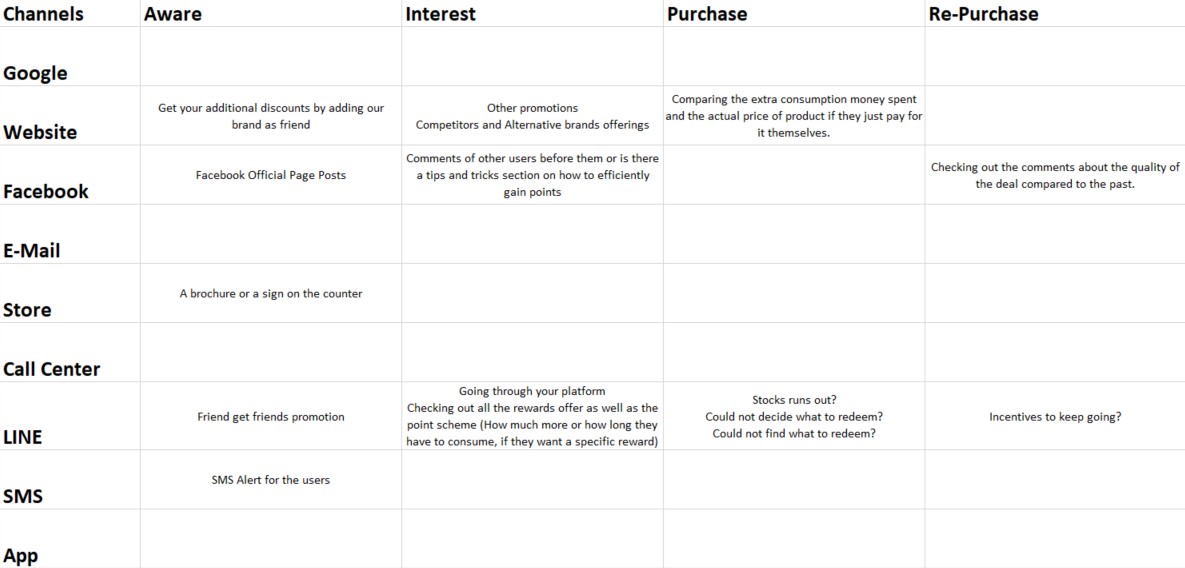 Channels Aware Interest Purchase Re-Purchase
Google
Website
Get your additional discounts by adding our
brand as friend
Other promotions
Competitors and Alternative brands offerings
Comparing the extra consumption money spent
and the actual price of product if they just pay for
it themselves.
Facebook
Facebook Official Page Posts
Comments of other users before them or is there
a tips and tricks section on how to efficiently
gain points
Checking out the comments about the quality of
the deal compared to the past.
E-Mail
Store
A brochure or a sign on the counter
Call Center
LINE
Friend get friends promotion
Going through your platform
Checking out all the rewards offer as well as the
point scheme (How much more or how long they
have to consume, if they want a specific reward)
Stocks runs out?
Could not decide what to redeem?
Could not find what to redeem?
Incentives to keep going?
SMS
SMS Alert for the users
App